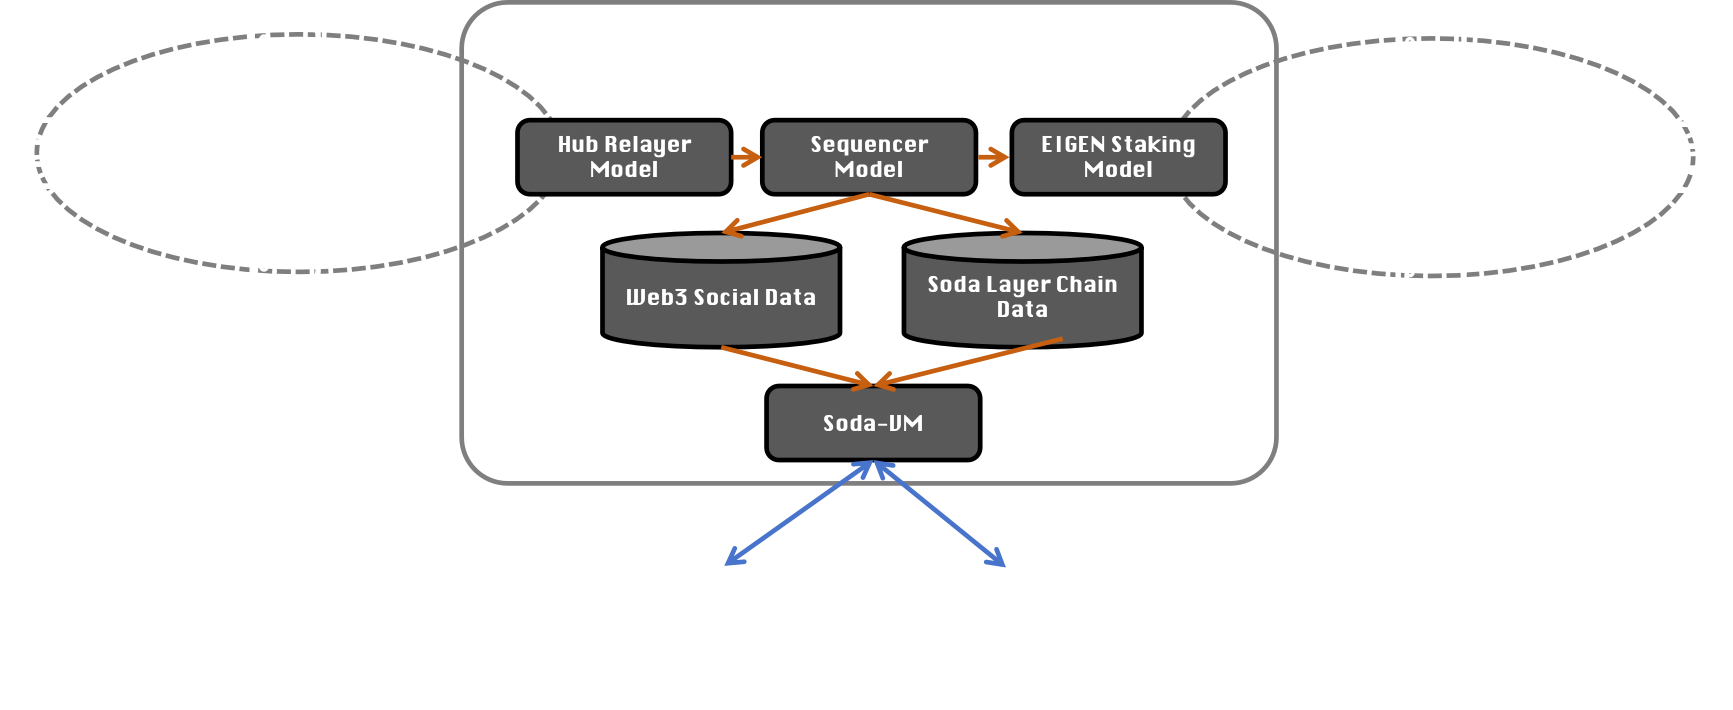 Hub Relayer
Model
Sequencer
Model
EIGEN Staking
Model
Web3 Social Data
Soda Layer Chain
Data
Soda-VM